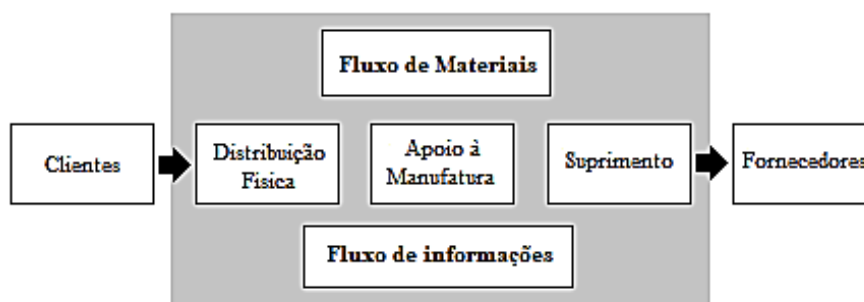 Fluxo de Materiais
Clientes
Distribuição
Física
Apoio à
Manufatura
Suprimento
Fornecedores
Fluxo de informações